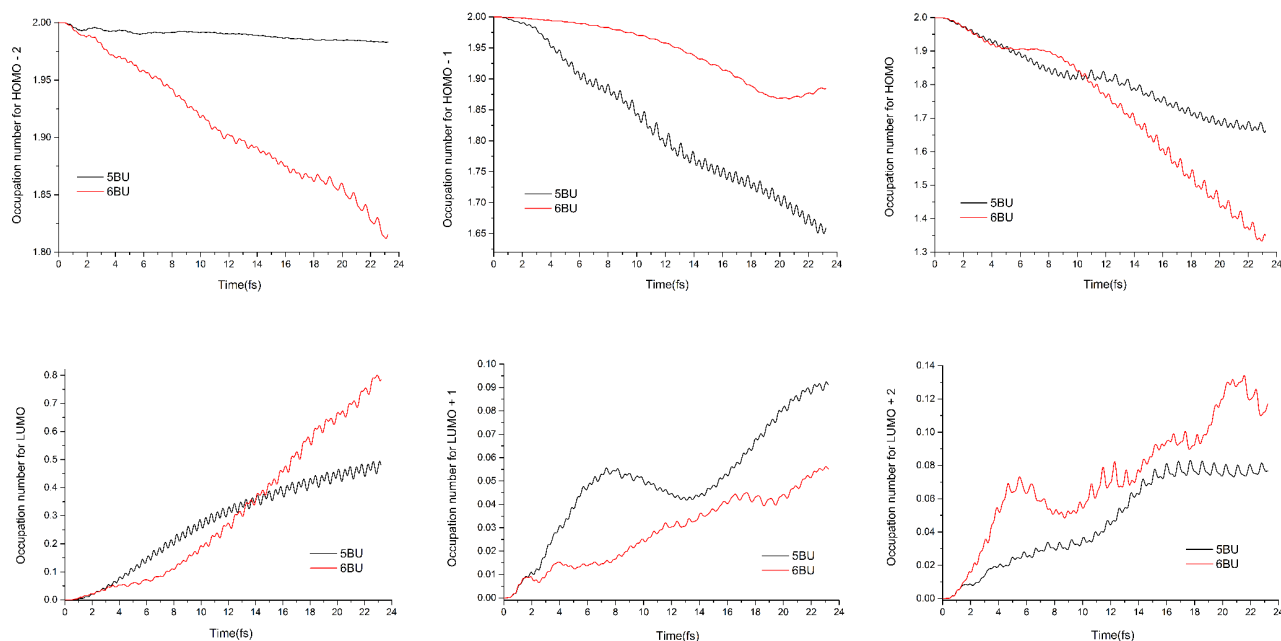 Occupation number for HOMO - 2
2.00
1.95
1.90
1.85
1.80
5BU
6BU
0 2 4 6 8 10 12 14 16 18 20 22 24
Time(fs)
Occupation number for HOMO - 1
2.00
1.95
1.90
1.85
1.80
1.75
1.70
1.65
5BU
6BU
0 2 4 6 8 10 12 14 16 18 20 22 24
Time(fs)
Occupation number for HOMO
2.0
1.9
1.8
1.7
1.6
1.5
1.4
1.3
5BU
6BU
0 2 4 6 8 10 12 14 16 18 20 22 24
Time(fs)
Occupation number for LUMO
0.8
0.7
0.6
0.5
0.4
0.3
0.2
0.1
0.0
5BU
6BU
0 2 4 6 8 10 12 14 16 18 20 22 24
Time(fs)
Occupation number for LUMO + 1
0.10
0.09
0.08
0.07
0.06
0.05
0.04
0.03
0.02
0.01
0.00
5BU
6BU
0 2 4 6 8 10 12 14 16 18 20 22 24
Time(fs)
Occupation number for LUMO + 2
0.14
0.12
0.10
0.08
0.06
0.04
0.02
0.00
5BU
6BU
0 2 4 6 8 10 12 14 16 18 20 22 24
Time(fs)